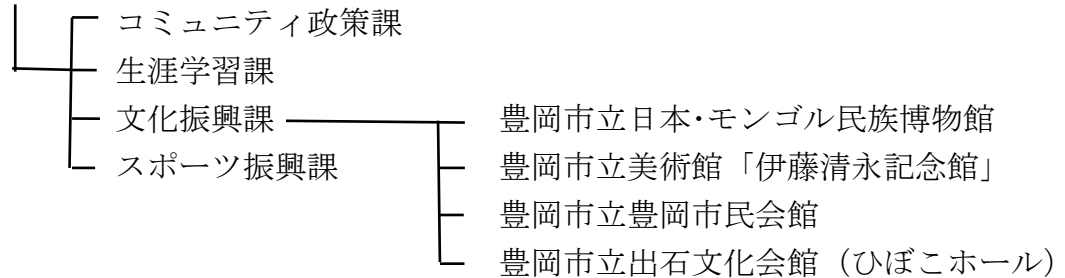 コミュニティ政策課
生涯学習課
文化振興課 豊岡市立日本･モンゴル民族博物館
スポーツ振興課 豊岡市立美術館「伊藤清永記念館」
豊岡市立豊岡市民会館
豊岡市立出石文化会館（ひぼこホール）